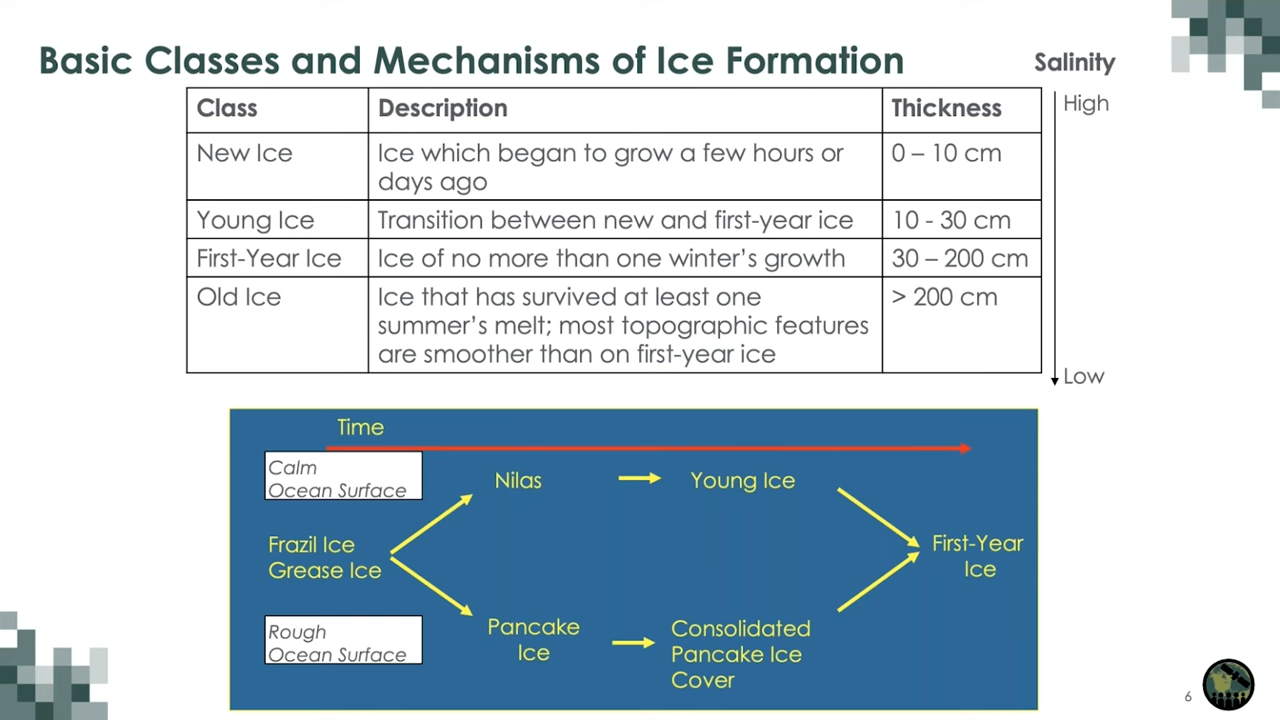 Basic Classes and Mechanisms of Ice Formation
Salinity
High
Low
Class Description Thickness
New Ice Ice which began to grow a few hours or 0 – 10 cm
days ago
Young Ice Transition between new and first-year ice 10 - 30 cm
First-Year Ice Ice of no more than one winter’s growth 30 – 200 cm
Old Ice Ice that has survived at least one > 200 cm
summer’s melt; most topographic features
are smoother than on first-year ice
Time
Calm
Ocean Surface
Nilas
Young Ice
Frazil Ice
Grease Ice
First-Year
Ice
Rough
Ocean Surface
Pancake
Ice
Consolidated
Pancake Ice
Cover
6